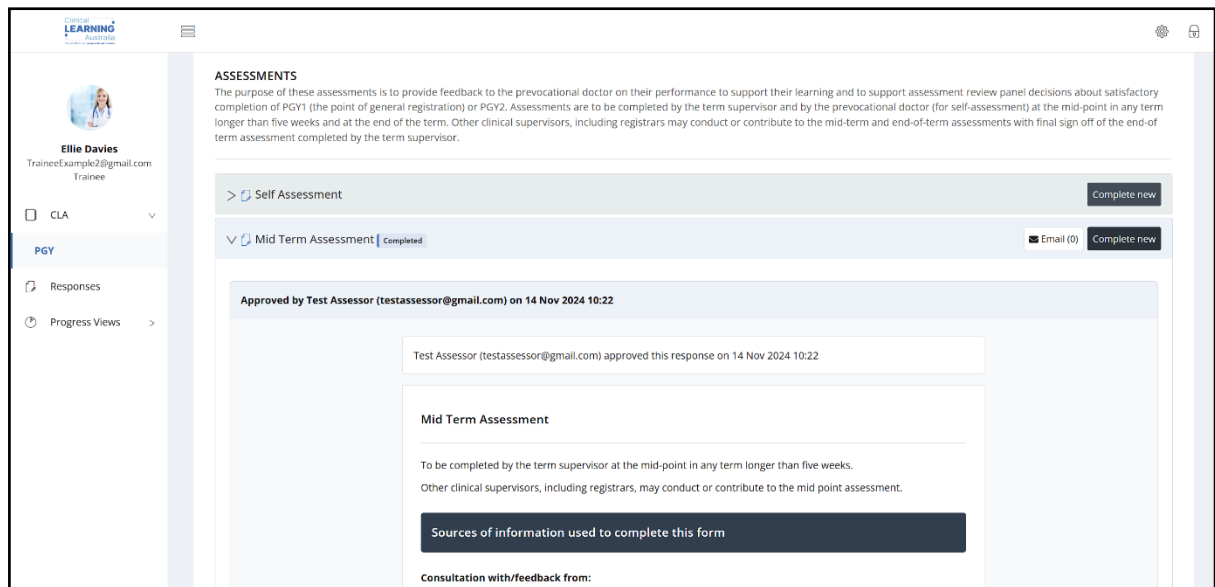 Clinical
LEARNING
Australia
ASSESSMENTS
The purpose of these assessments is to provide feedback to the prevocational doctor on their performance to support their learning and to support assessment review panel decisions about satisfactory
completion of PGY1 (the point of general registration) or PGY2. Assessments are to be completed by the term supervisor and by the prevocational doctor (for self-assessment) at the mid-point in any term
longer than five weeks and at the end of the term. Other clinical supervisors, including registrars may conduct or contribute to the mid-term and end-of-term assessments with final sign off of the end-of
term assessment completed by the term supervisor.
Ellie Davies
TraineeExample2@gmail.com
Trainee
CLA
PGY
Responses
Progress Views
Self Assessment
Complete new
Mid Term Assessment Completed
Email (0)
Complete new
Approved by Test Assessor (testassessor@gmail.com) on 14 Nov 2024 10:22
Test Assessor (testassessor@gmail.com) approved this response on 14 Nov 2024 10:22
Mid Term Assessment
To be completed by the term supervisor at the mid-point in any term longer than five weeks.
Other clinical supervisors, including registrars, may conduct or contribute to the mid point assessment.
Sources of information used to complete this form
Consultation with/feedback from: